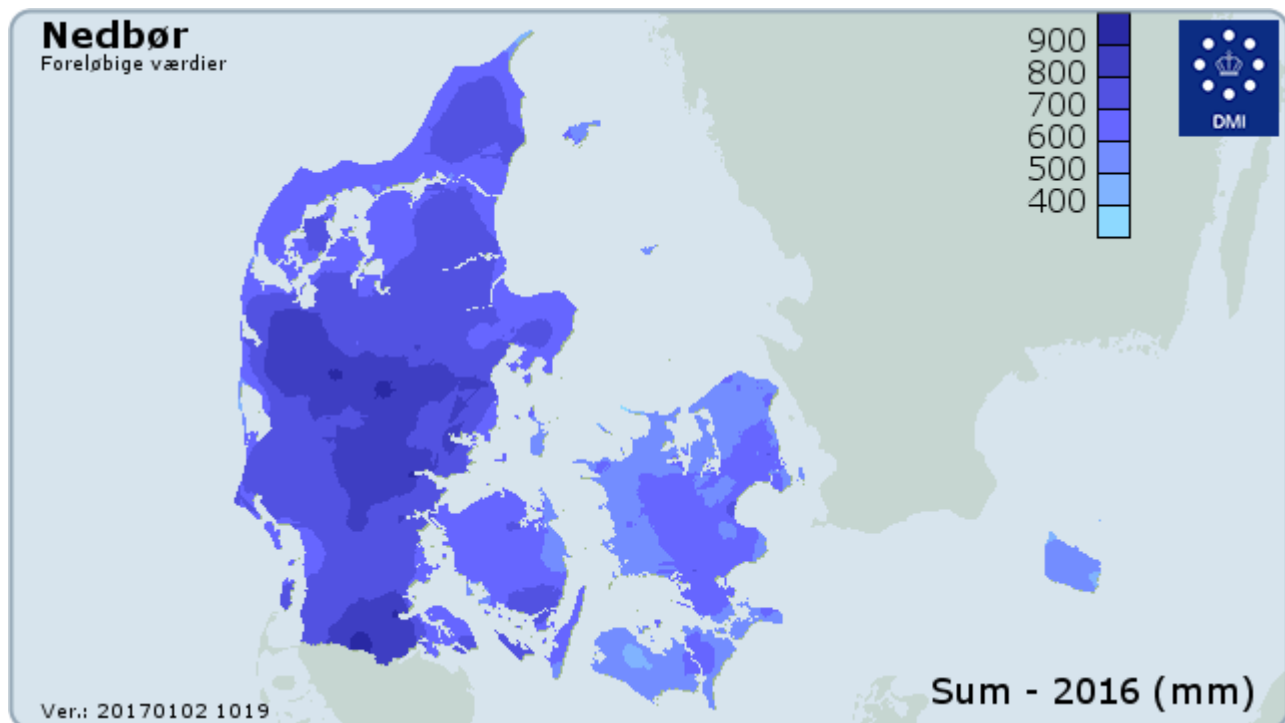 Nedbør
Foreløbige værdier
900
800
700
600
500
400
DMI
Sum - 2016 (mm)
Ver.: 20170102 1019